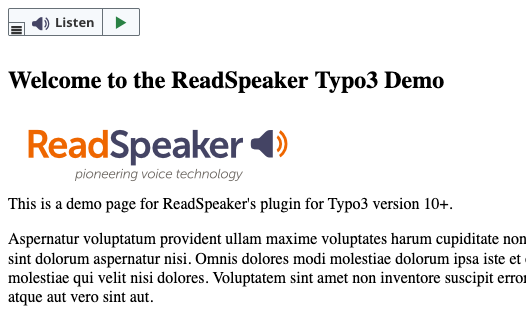 Listen
Welcome to the ReadSpeaker Typo3 Demo
ReadSpeaker
pioneering voice technology
This is a demo page for ReadSpeaker's plugin for Typo3 version 10+.
Aspernatur voluptatum provident ullam maxime voluptates harum cupiditate non
sint dolorum aspernatur nisi. Omnis dolores modi molestiae dolorum ipsa iste et
molestiae qui velit nisi dolores. Voluptatem sint amet non inventore suscipit error
atque aut vero sint aut.